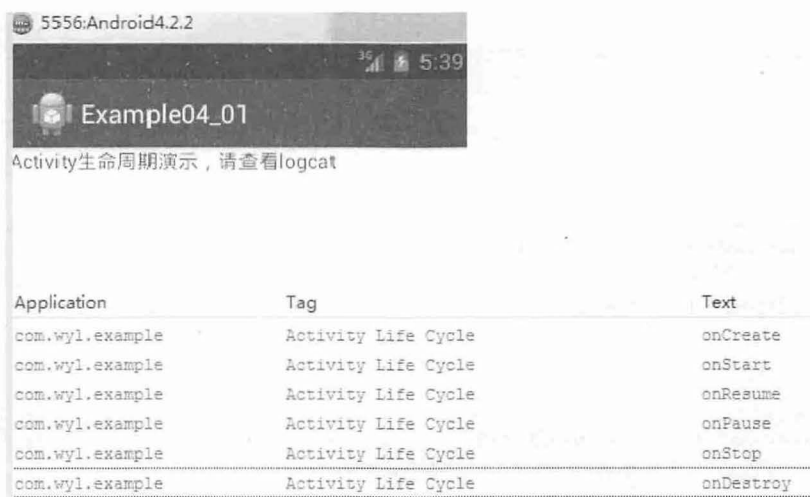 5556:Android4.2.2
3G 5:39
Example04_01
Activity生命周期演示，请查看logcat
Application Tag Text
com.wyl.example Activity Life Cycle onCreate
com.wyl.example Activity Life Cycle onStart
com.wyl.example Activity Life Cycle onResume
com.wyl.example Activity Life Cycle onPause
com.wyl.example Activity Life Cycle onStop
com.wyl.example Activity Life Cycle onDestroy